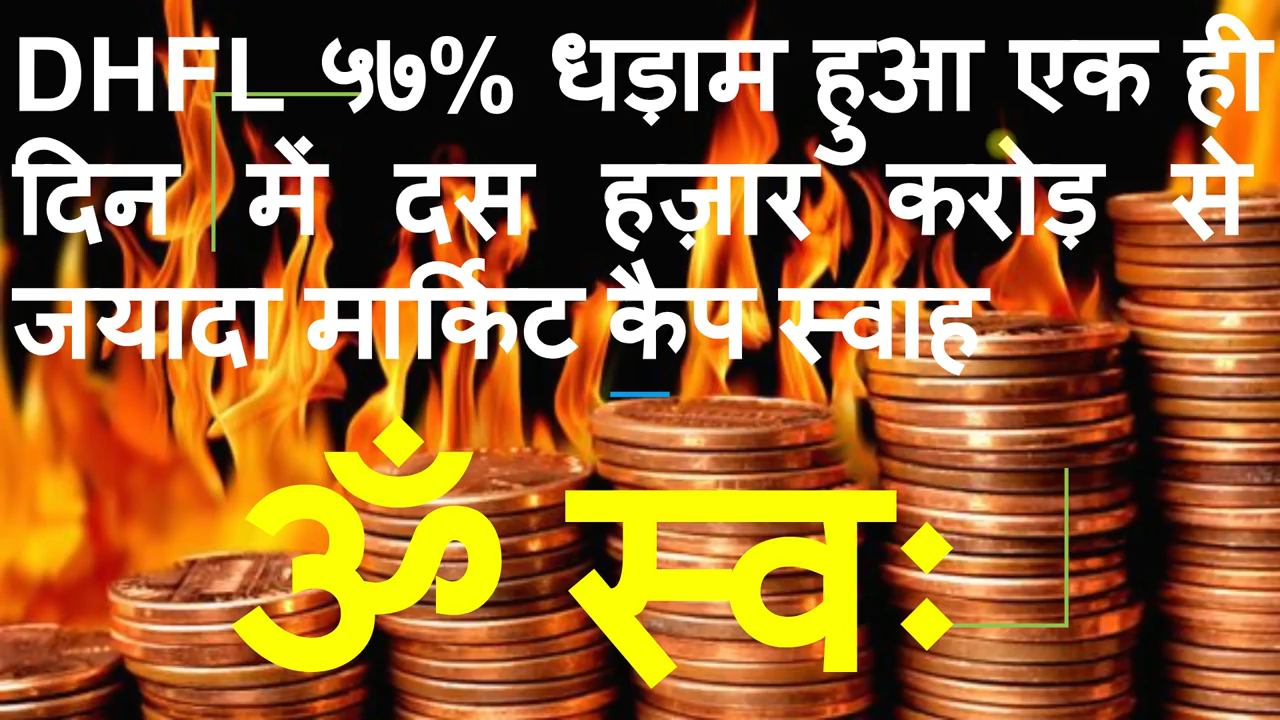 DHFL ५७% धड़ाम हुआ एक ही
दिन में दस हज़ार करोड़ से
जयादा मार्किट कैप स्वाह
ॐ स्वः